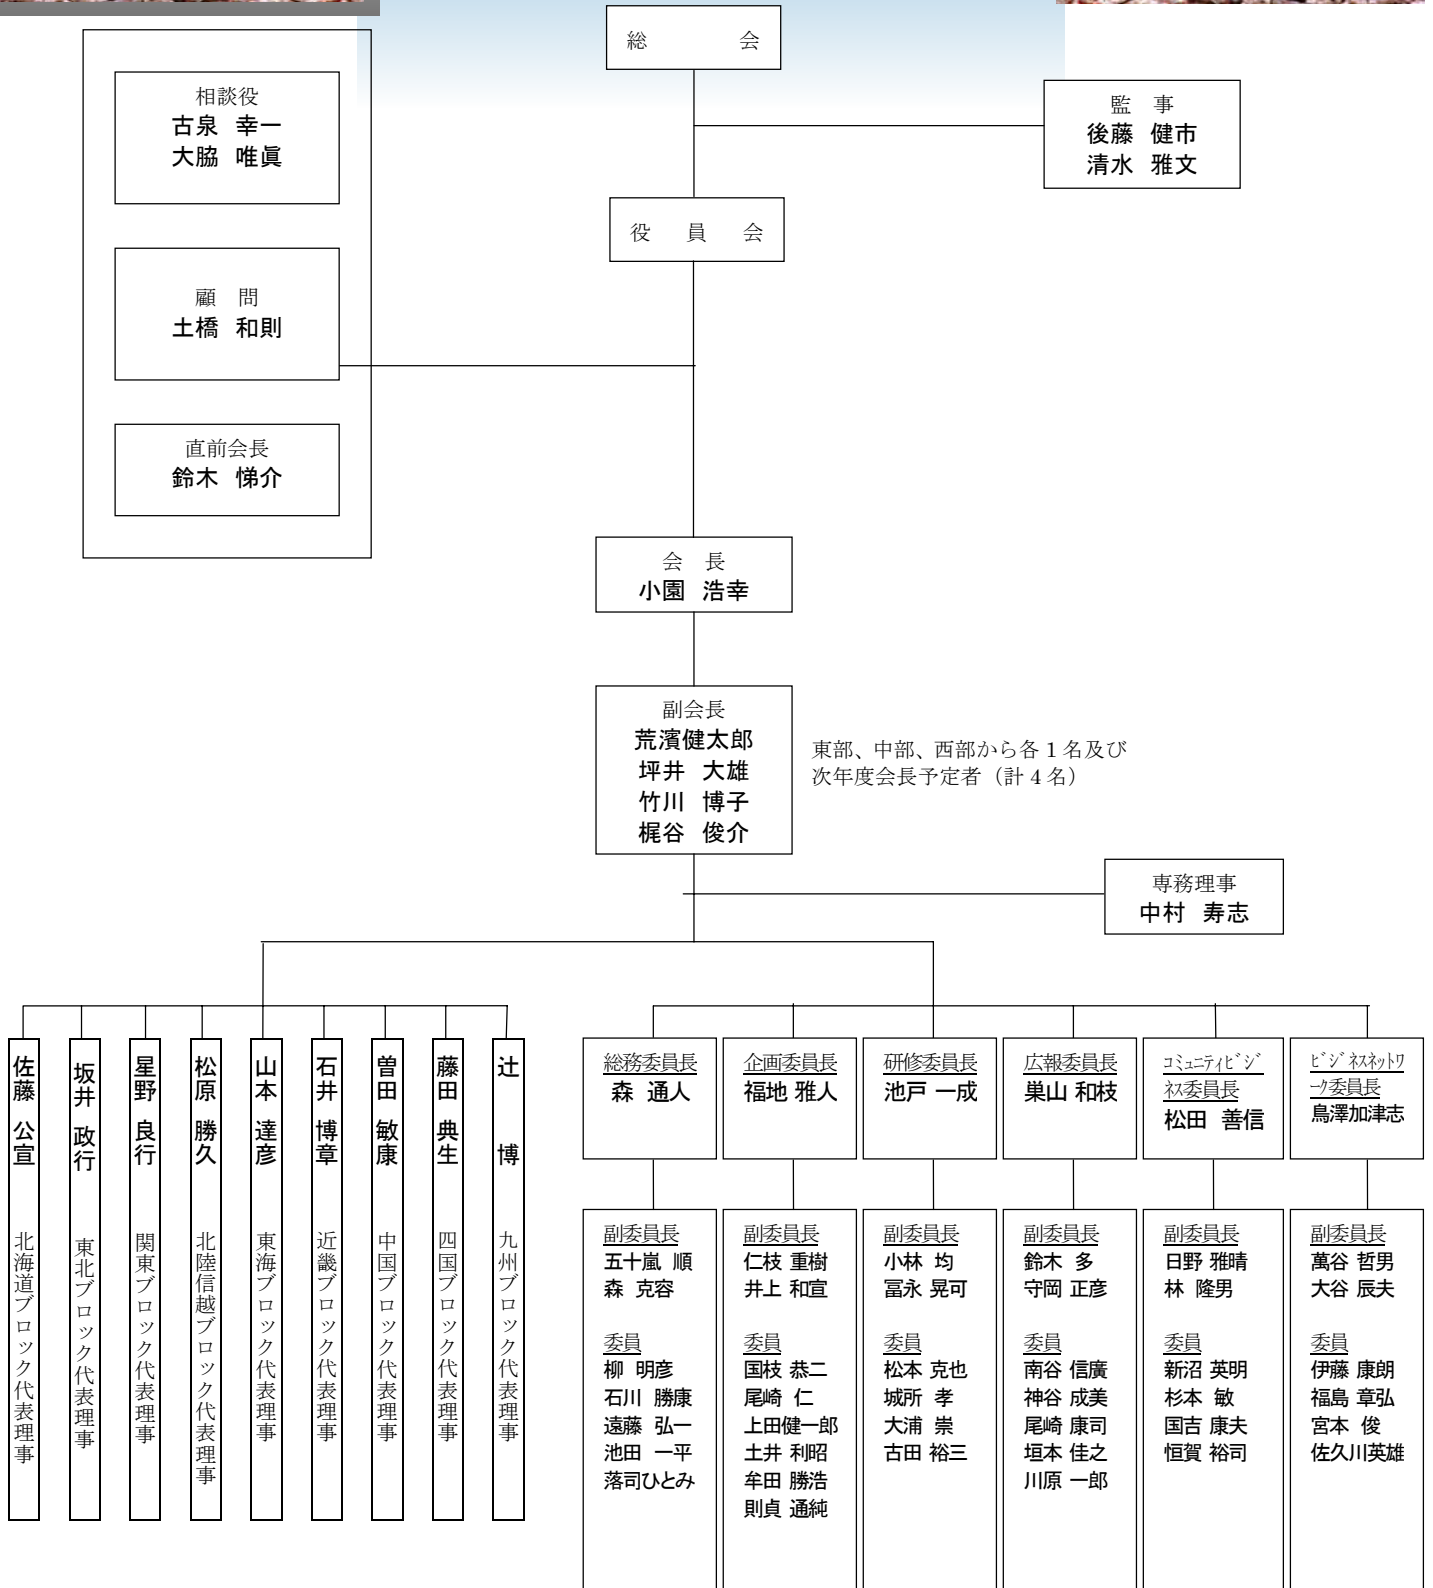 総　会
監　事
後藤 健市
清水 雅文
相談役
古泉 幸一
大脇 唯眞
役　員　会
顧　問
土橋 和則
直前会長
鈴木 悌介
会　長
小園 浩幸
副会長
荒濱健太郎
坪井 大雄
竹川 博子
梶谷 俊介
東部、中部、西部から各 1 名及び
次年度会長予定者（計 4 名）
専務理事
中村 寿志
佐藤 公宣 北海道ブロック代表理事
坂井 政行 東北ブロック代表理事
星野 良行 関東ブロック代表理事
松原 勝久 北陸信越ブロック代表理事
山本 達彦 東海ブロック代表理事
石井 博章 近畿ブロック代表理事
曽田 敏康 中国ブロック代表理事
藤田 典生 四国ブロック代表理事
辻 博 九州ブロック代表理事
総務委員長
森 通人
副委員長
五十嵐 順
森 克容
委員
柳 明彦
石川 勝康
遠藤 弘一
池田 一平
落司ひとみ
企画委員長
福地 雅人
副委員長
仁枝 重樹
井上 和宣
委員
国枝 恭二
尾崎 仁
上田健一郎
土井 利昭
牟田 勝浩
則貞 通純
研修委員長
池戸 一成
副委員長
小林 均
冨永 晃可
委員
松本 克也
城所 孝
大浦 崇
古田 裕三
広報委員長
巣山 和枝
副委員長
鈴木 多
守岡 正彦
委員
南谷 信廣
神谷 成美
尾崎 康司
垣本 佳之
川原 一郎
ｺﾐｭﾆﾃｨﾋﾞｼﾞ
ﾈｽ委員長
松田 善信
副委員長
日野 雅晴
林 隆男
委員
新沼 英明
杉本 敏
国吉 康夫
恒賀 裕司
ﾋﾞｼﾞﾈｽﾈｯﾄﾜ
ｰｸ委員長
鳥澤加津志
副委員長
萬谷 哲男
大谷 辰夫
委員
伊藤 康朗
福島 章弘
宮本 俊
佐久川英雄